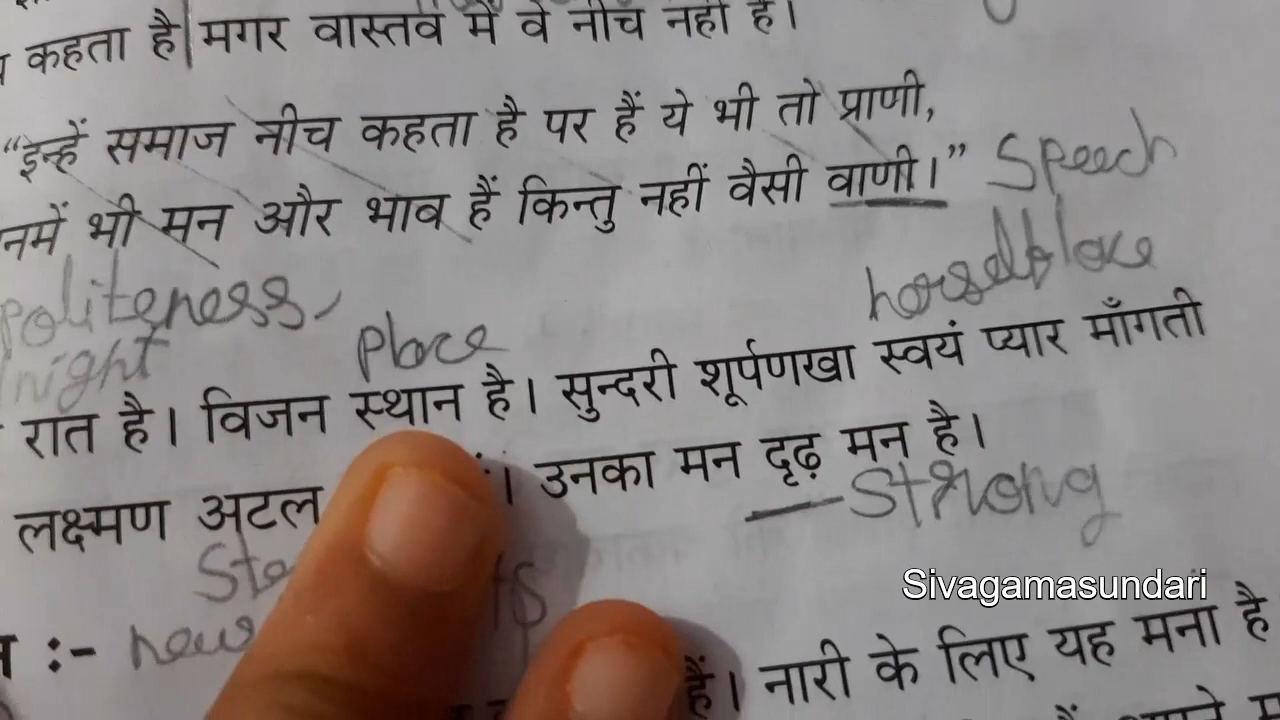 कहता है मगर वास्तव में वे नीच नहीं हैं।
“इन्हें समाज नीच कहता है पर हैं ये भी तो प्राणी,
नमें भी मन और भाव हैं किन्तु नहीं वैसी वाणी।” Speech
politeness,
night place
रात है। विजन स्थान है। सुन्दरी शूर्पणखा स्वयं प्यार माँगती
लक्ष्मण अटल उनका मन दृढ़ मन है।
Strong
Sivagamasundari
:- हैं। नारी के लिए यह मना है